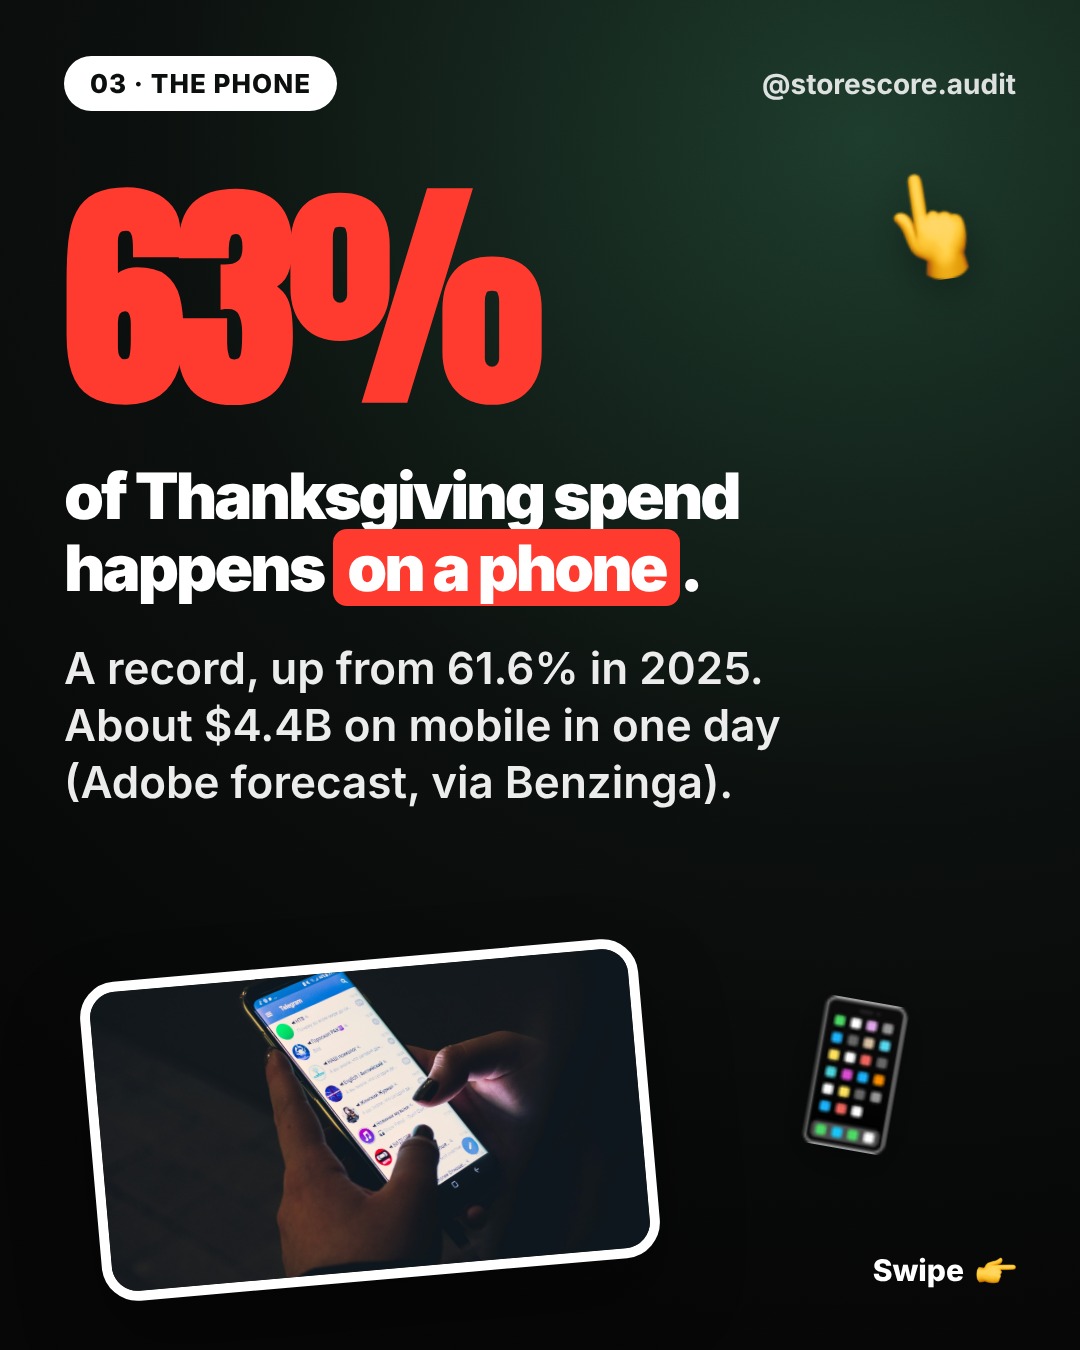 03 · THE PHONE
@storescore.audit
63%
of Thanksgiving spend
happens on a phone.
A record, up from 61.6% in 2025.
About $4.4B on mobile in one day
(Adobe forecast, via Benzinga).
Telegram
Swipe 👉